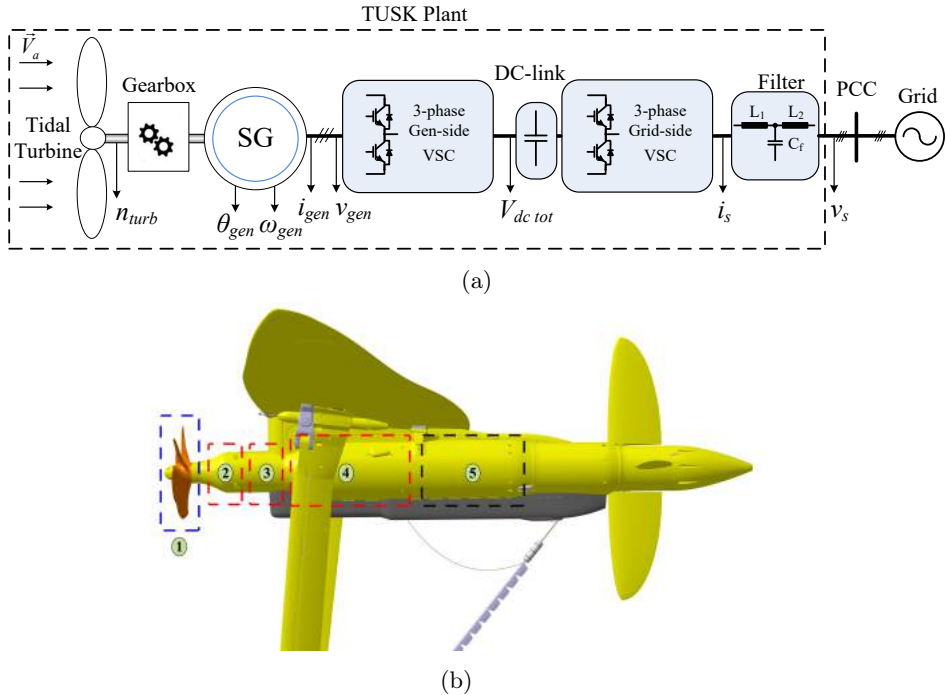 TUSK Plant
V⃗a
Gearbox
Tidal
Turbine
SG
3-phase
Gen-side
VSC
DC-link
3-phase
Grid-side
VSC
Filter
L1
L2
Cf
PCC
Grid
nturb
θgen
ωgen
igen
vgen
Vdc tot
is
vs
(a)
1
2
3
4
5
(b)